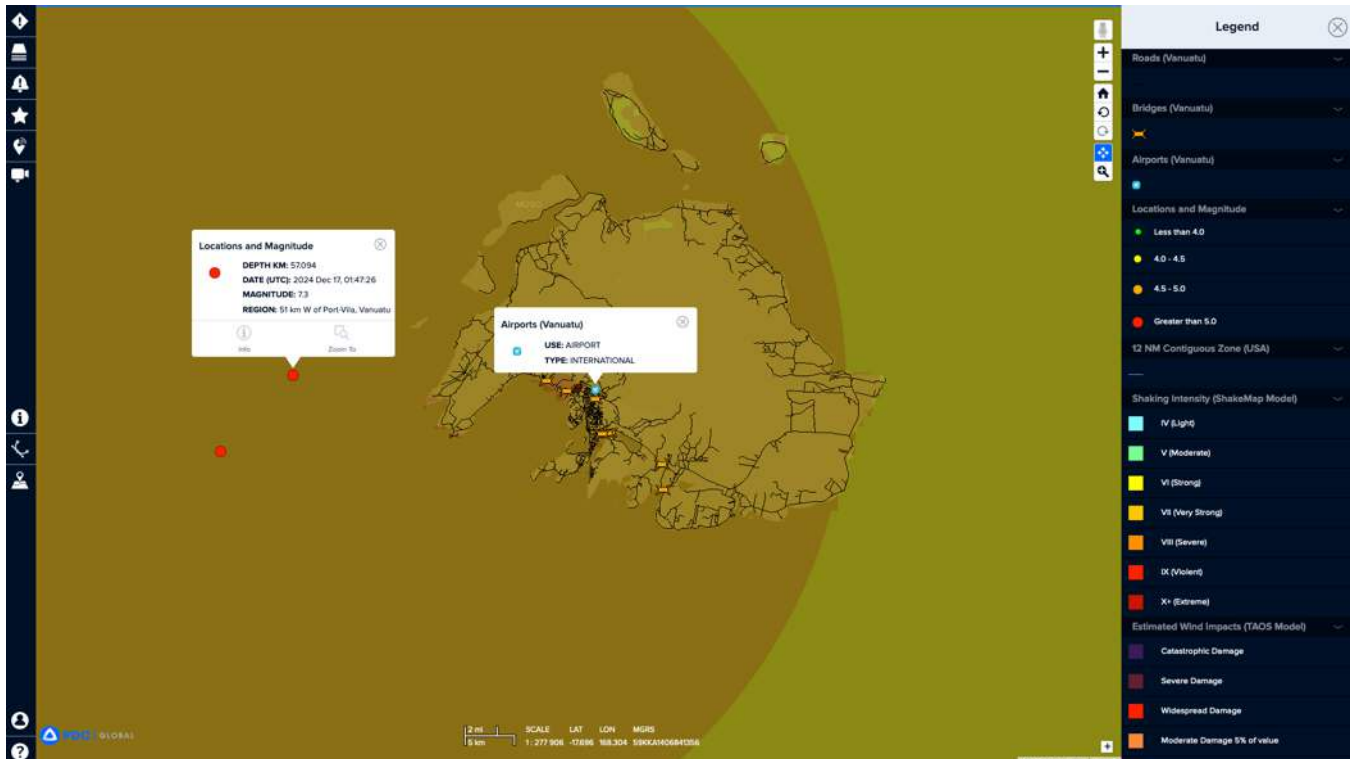 Locations and Magnitude
DEPTH KM: 57.094
DATE (UTC): 2024 Dec 17, 01:47:26
MAGNITUDE: 7.3
REGION: 51 km W of Port-Vila, Vanuatu
Info
Zoom To
Airports (Vanuatu)
USE: AIRPORT
TYPE: INTERNATIONAL
MOSO
PDC GLOBAL
2 mi
5 km
SCALE LAT LON MGRS
1 : 277 906 -17.696 168.304
Legend
Roads (Vanuatu)
Bridges (Vanuatu)
Airports (Vanuatu)
Locations and Magnitude
Less than 4.0
4.0 - 4.5
4.5 - 5.0
Greater than 5.0
12 NM Contiguous Zone (USA)
Shaking Intensity (ShakeMap Model)
IV (Light)
V (Moderate)
VI (Strong)
VII (Very Strong)
VIII (Severe)
IX (Violent)
X+ (Extreme)
Estimated Wind Impacts (TAOS Model)
Catastrophic Damage
Severe Damage
Widespread Damage
Moderate Damage 5% of value